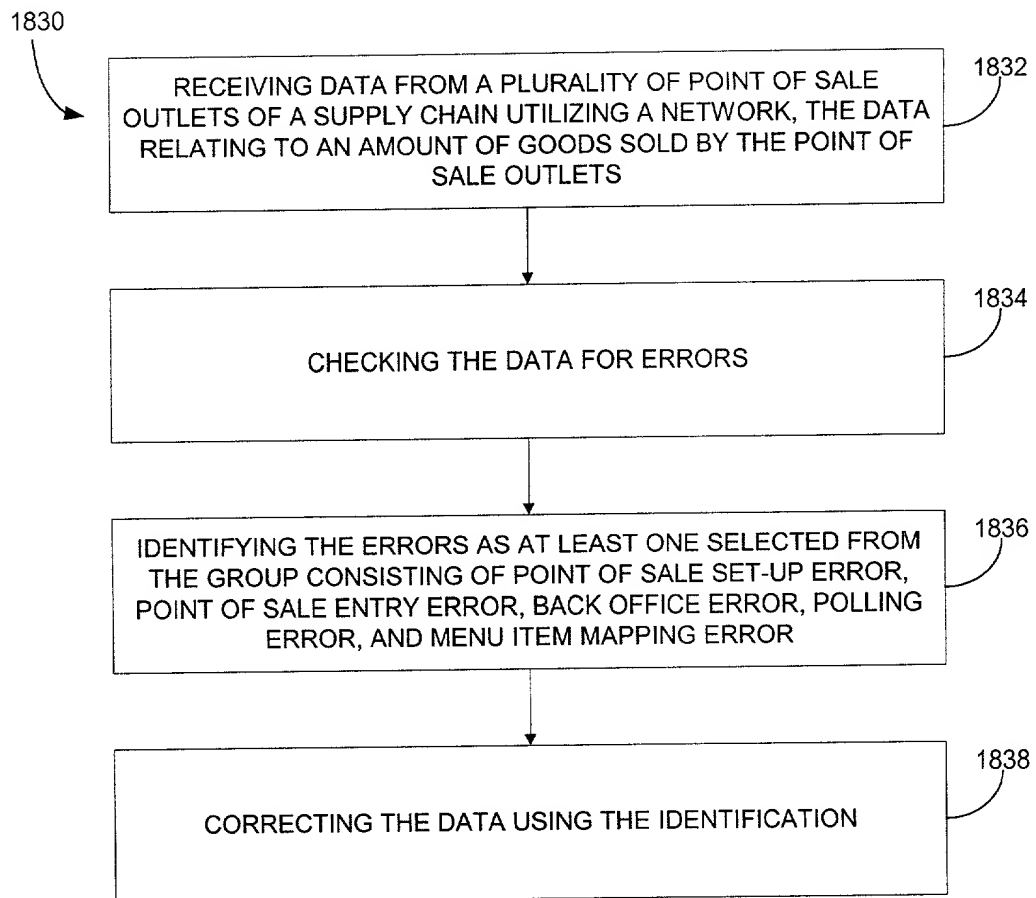 1830
RECEIVING DATA FROM A PLURALITY OF POINT OF SALE
OUTLETS OF A SUPPLY CHAIN UTILIZING A NETWORK, THE DATA
RELATING TO AN AMOUNT OF GOODS SOLD BY THE POINT OF
SALE OUTLETS
1832
CHECKING THE DATA FOR ERRORS
1834
IDENTIFYING THE ERRORS AS AT LEAST ONE SELECTED FROM
THE GROUP CONSISTING OF POINT OF SALE SET-UP ERROR,
POINT OF SALE ENTRY ERROR, BACK OFFICE ERROR, POLLING
ERROR, AND MENU ITEM MAPPING ERROR
1836
CORRECTING THE DATA USING THE IDENTIFICATION
1838